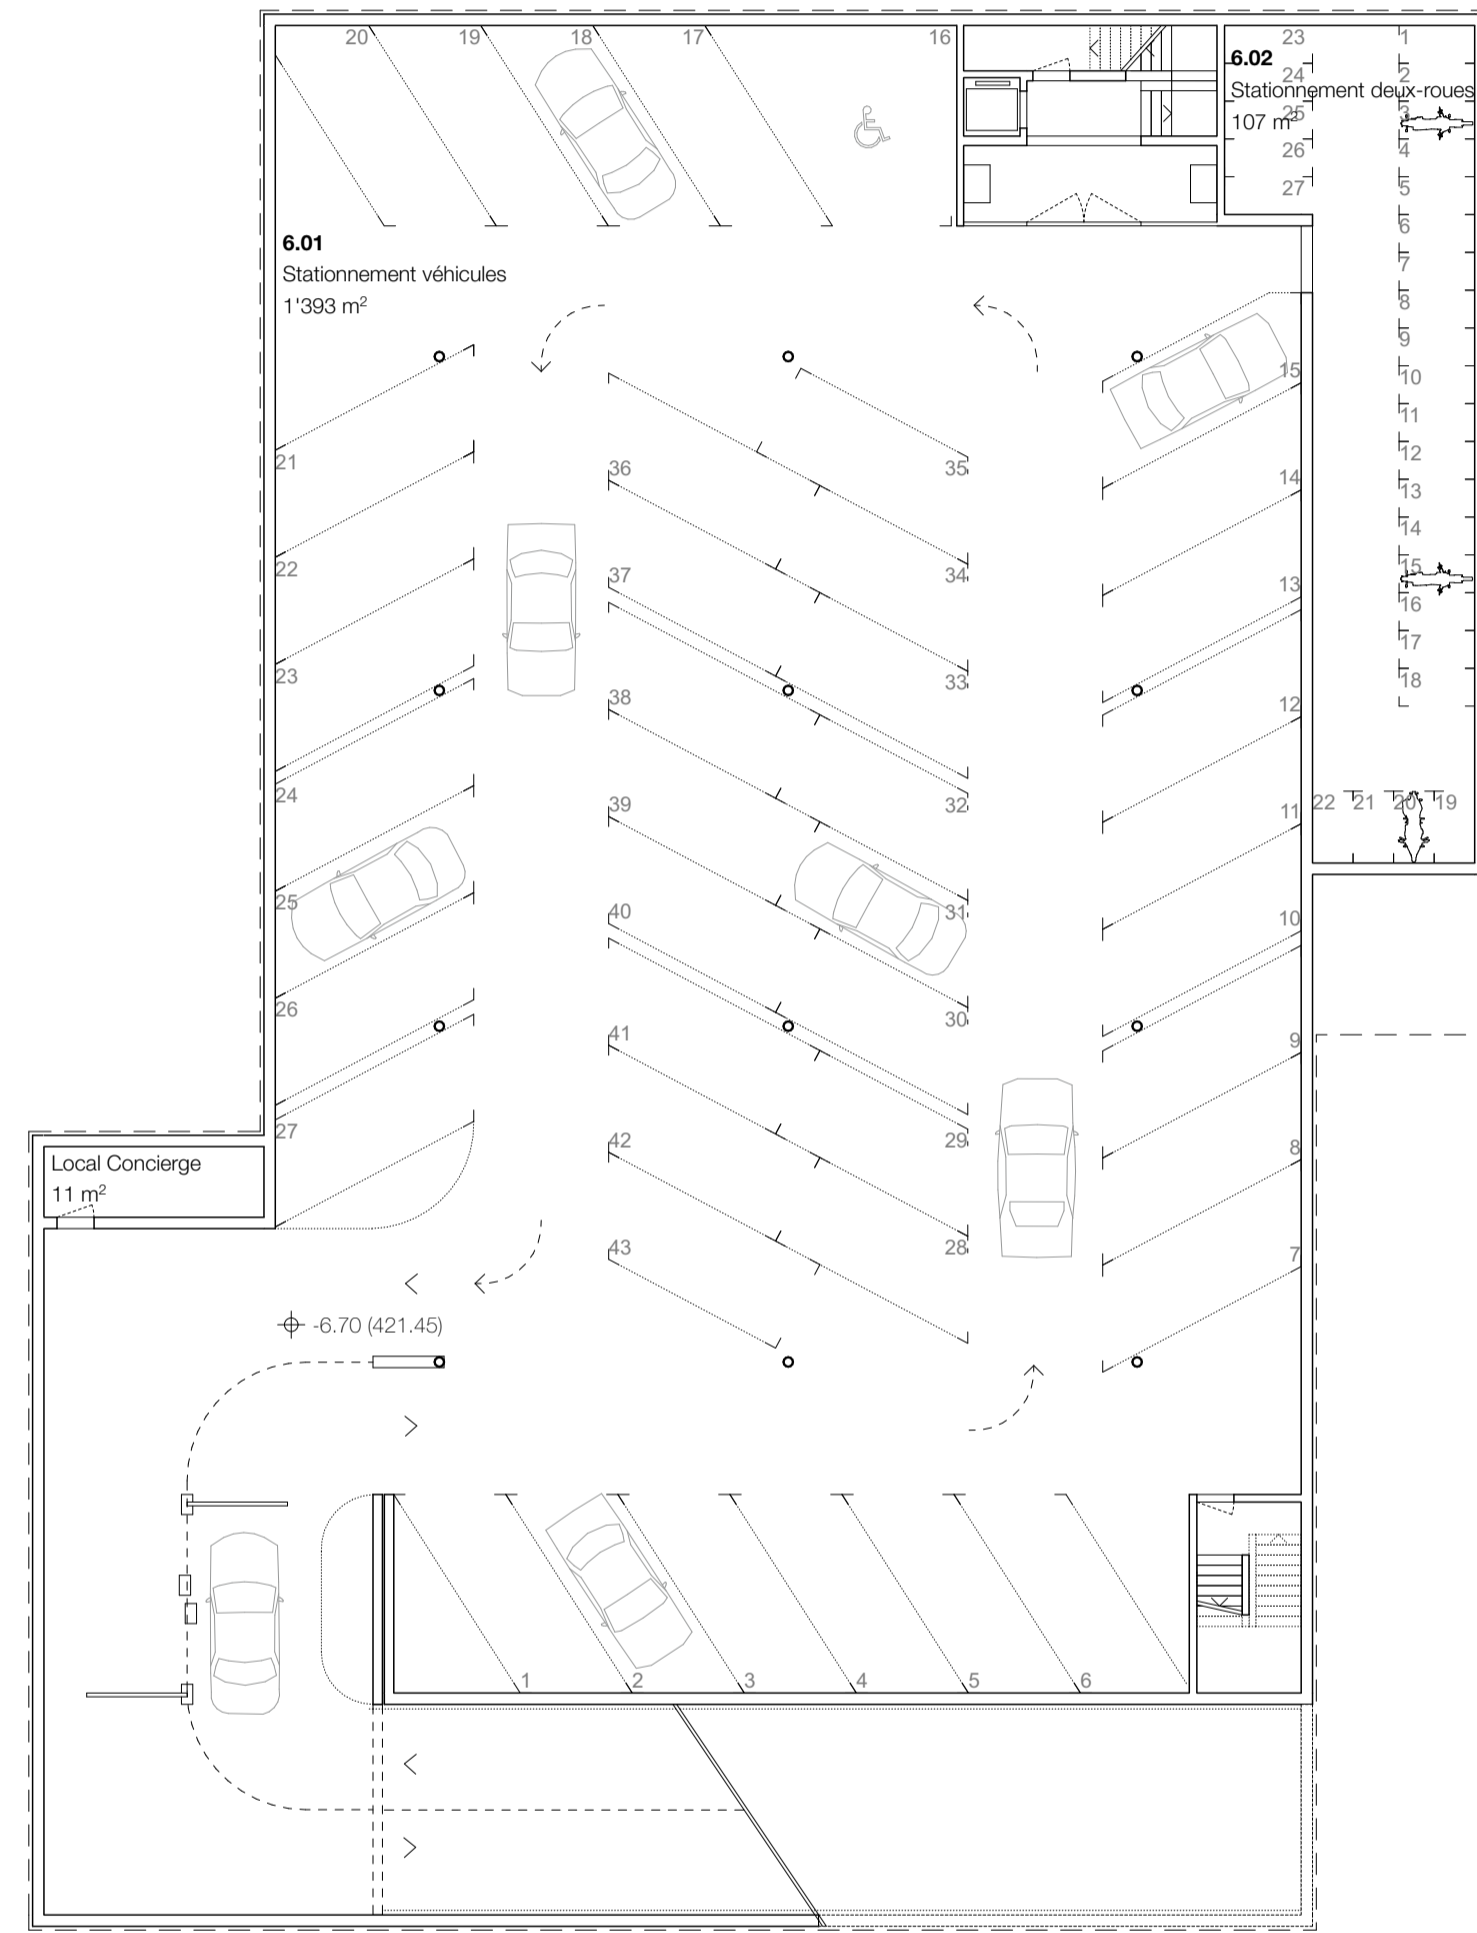 20 19 18 17 16
23 1
6.02
24 2
Stationnement deux-roues
25 3
107 m²
26 4
27 5
6
6.01
Stationnement véhicules
1'393 m²
7
8
9
10
11
12
13
14
15
16
17
18
22 21 20 19
15
21 36 35 14
22 37 34 13
23 38 33 12
24 39 32 11
25 40 31 10
26 41 30 9
27 42 29 8
Local Concierge
11 m²
43 28 7
-6.70 (421.45)
1 2 3 4 5 6